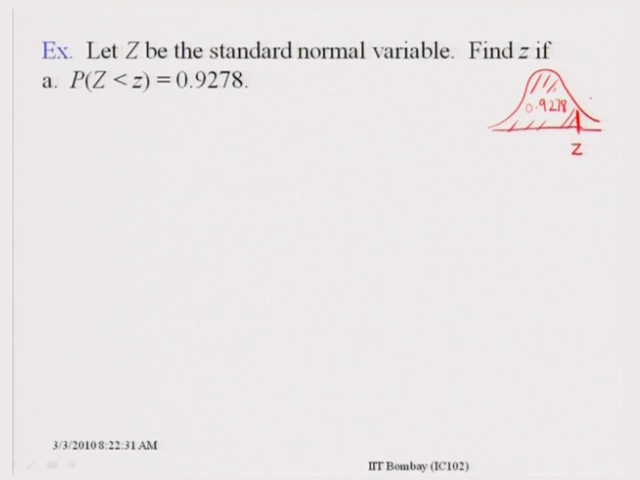 Ex. Let Z be the standard normal variable. Find z if
a. P(Z < z) = 0.9278.
0.9278
z
3/3/2010 8:22:31 AM
IIT Bombay (IC102)